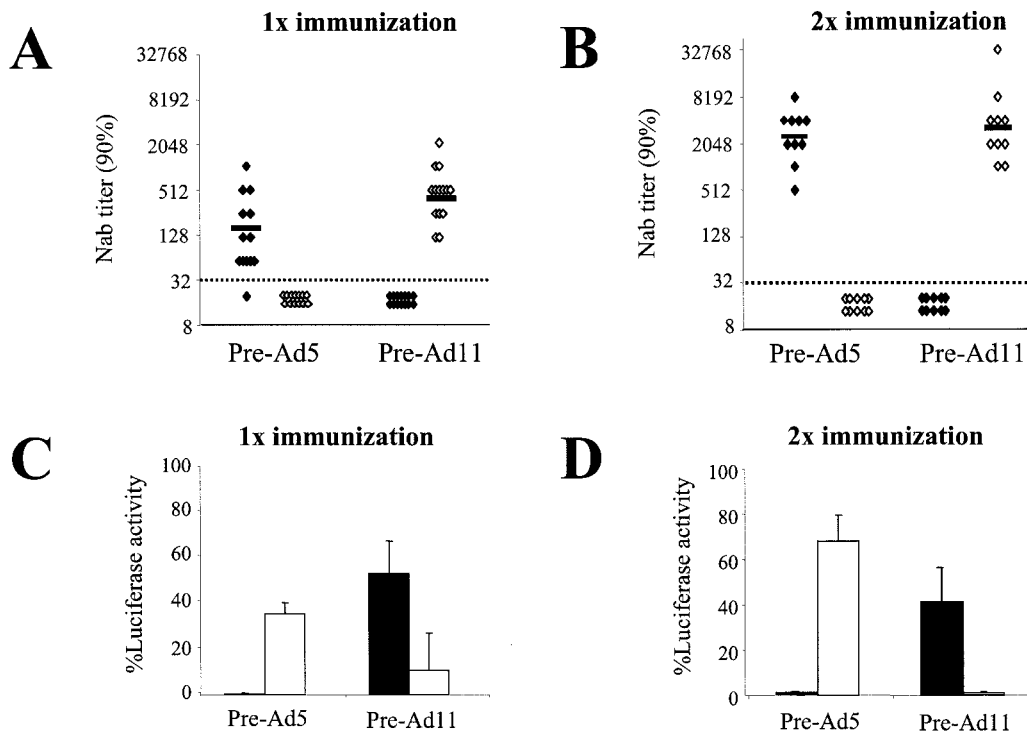 A
1x immunization
Nab titer (90%)
32768
8192
2048
512
128
32
8
Pre-Ad5
Pre-Ad11
B
2x immunization
Nab titer (90%)
32768
8192
2048
512
128
32
8
Pre-Ad5
Pre-Ad11
C
1x immunization
%Luciferase activity
100
80
60
40
20
0
Pre-Ad5
Pre-Ad11
D
2x immunization
%Luciferase activity
100
80
60
40
20
0
Pre-Ad5
Pre-Ad11